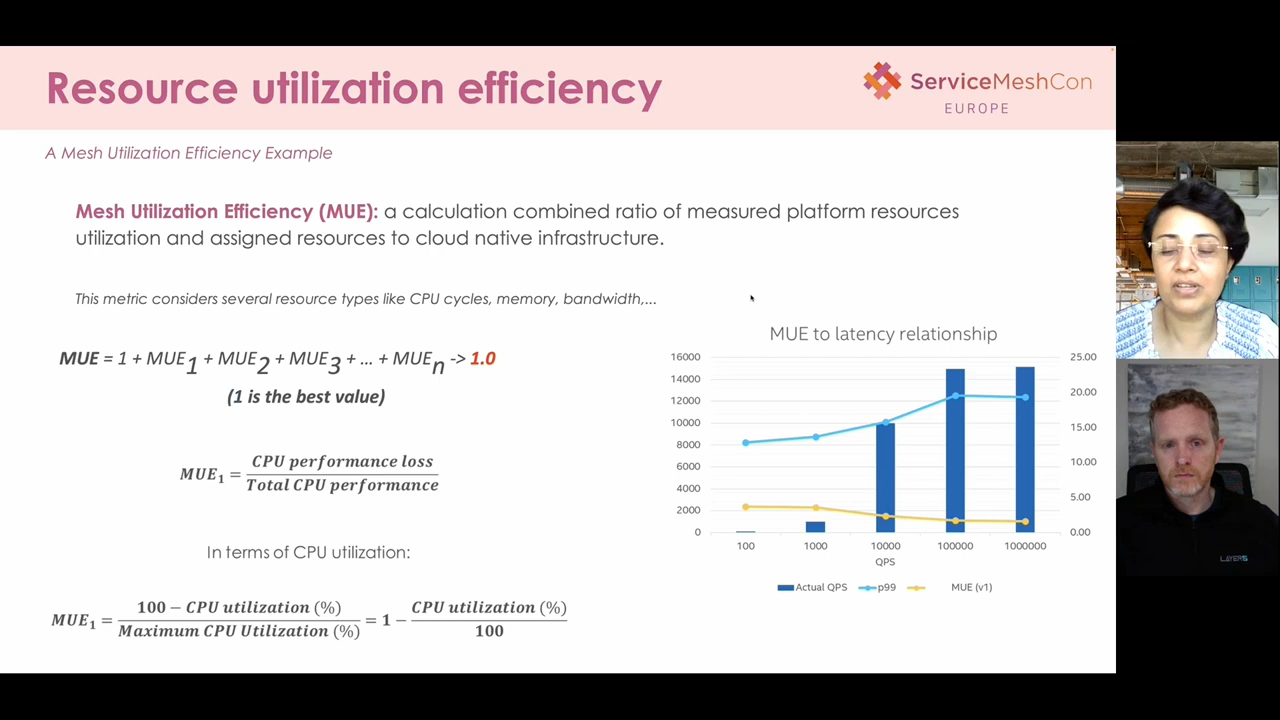 Resource utilization efficiency
ServiceMeshCon
EUROPE
A Mesh Utilization Efficiency Example
Mesh Utilization Efficiency (MUE): a calculation combined ratio of measured platform resources
utilization and assigned resources to cloud native infrastructure.
This metric considers several resource types like CPU cycles, memory, bandwidth,...
MUE = 1 + MUE1 + MUE2 + MUE3 + ... + MUEn -> 1.0
(1 is the best value)
MUE1 = CPU performance loss / Total CPU performance
In terms of CPU utilization:
MUE1 = 100 − CPU utilization (%) / Maximum CPU Utilization (%) = 1 − CPU utilization (%) / 100
MUE to latency relationship
16000 25.00
14000
12000 20.00
10000 15.00
8000
6000 10.00
4000 5.00
2000
0 0.00
100 1000 10000 100000 1000000
QPS
Actual QPS p99 MUE (v1)
LAYER5